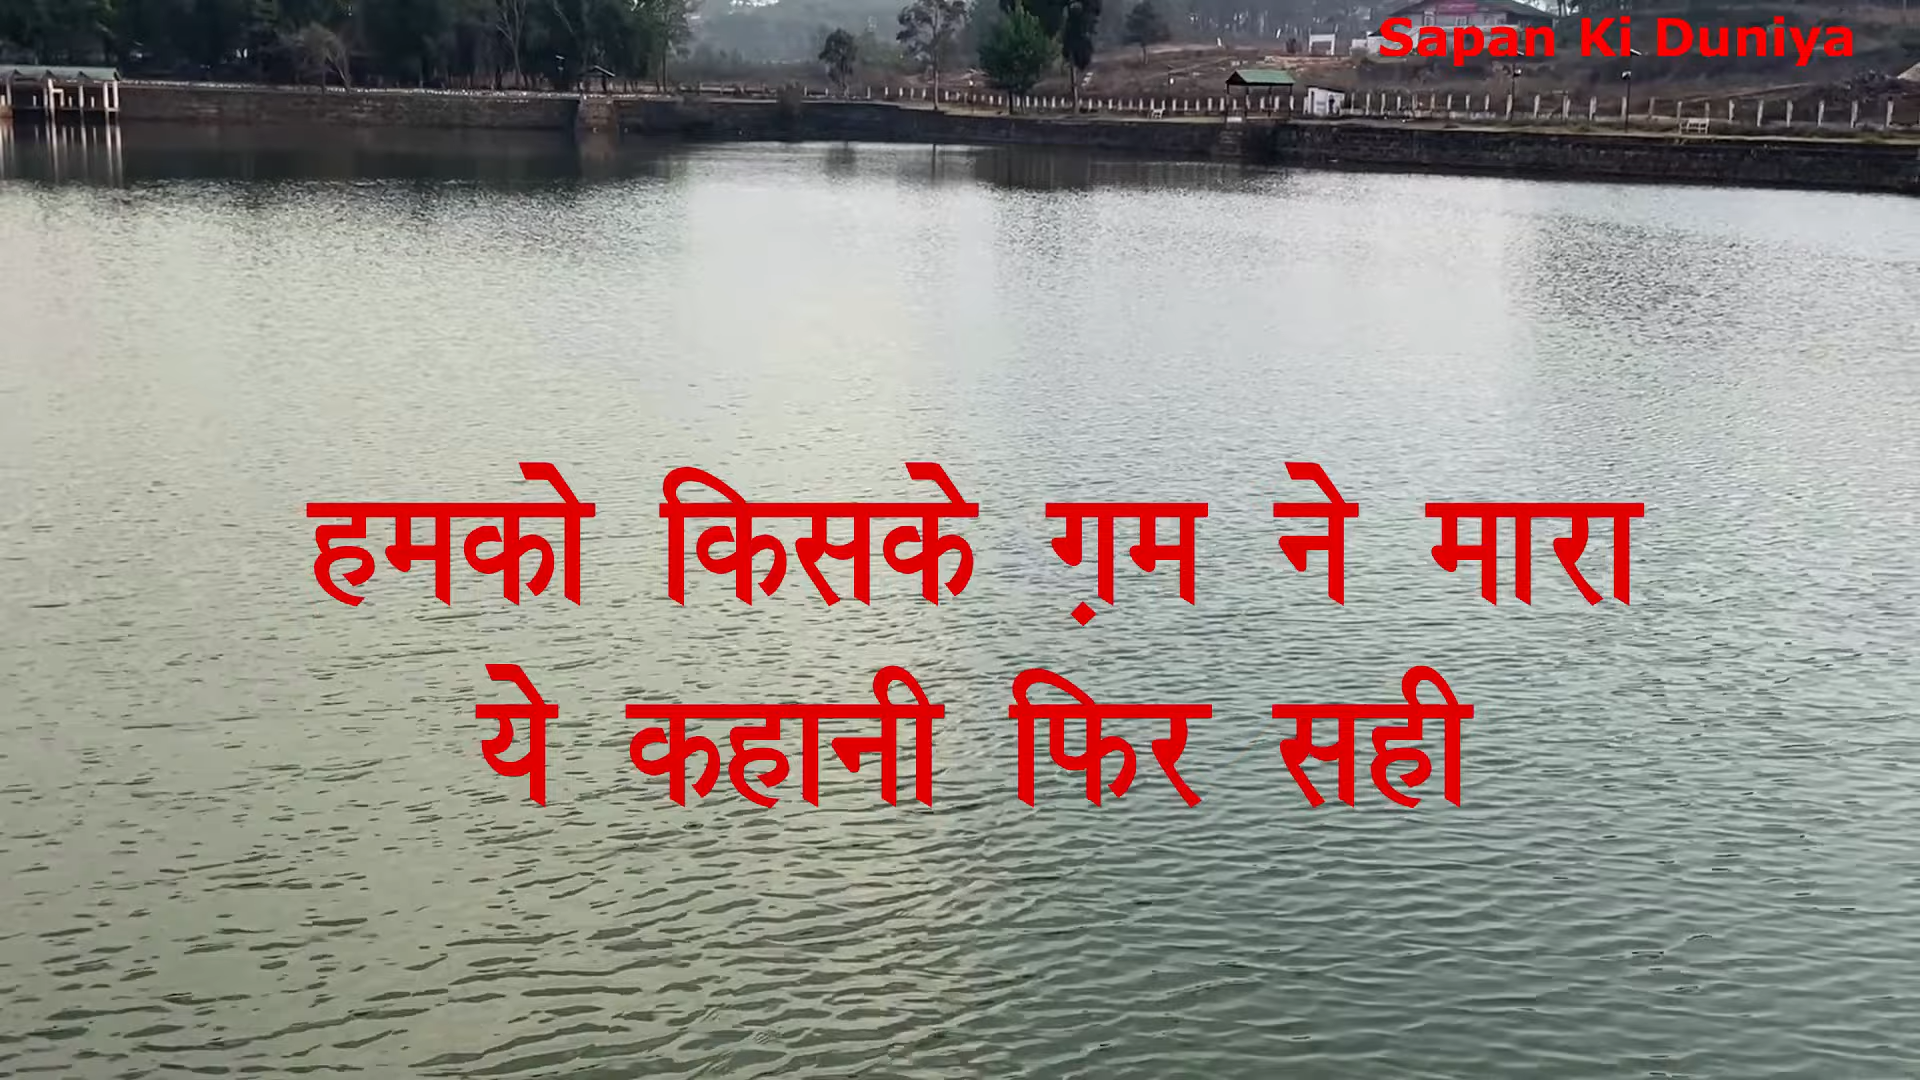 Sapan Ki Duniya
हमको किसके ग़म ने मारा
ये कहानी फिर सही